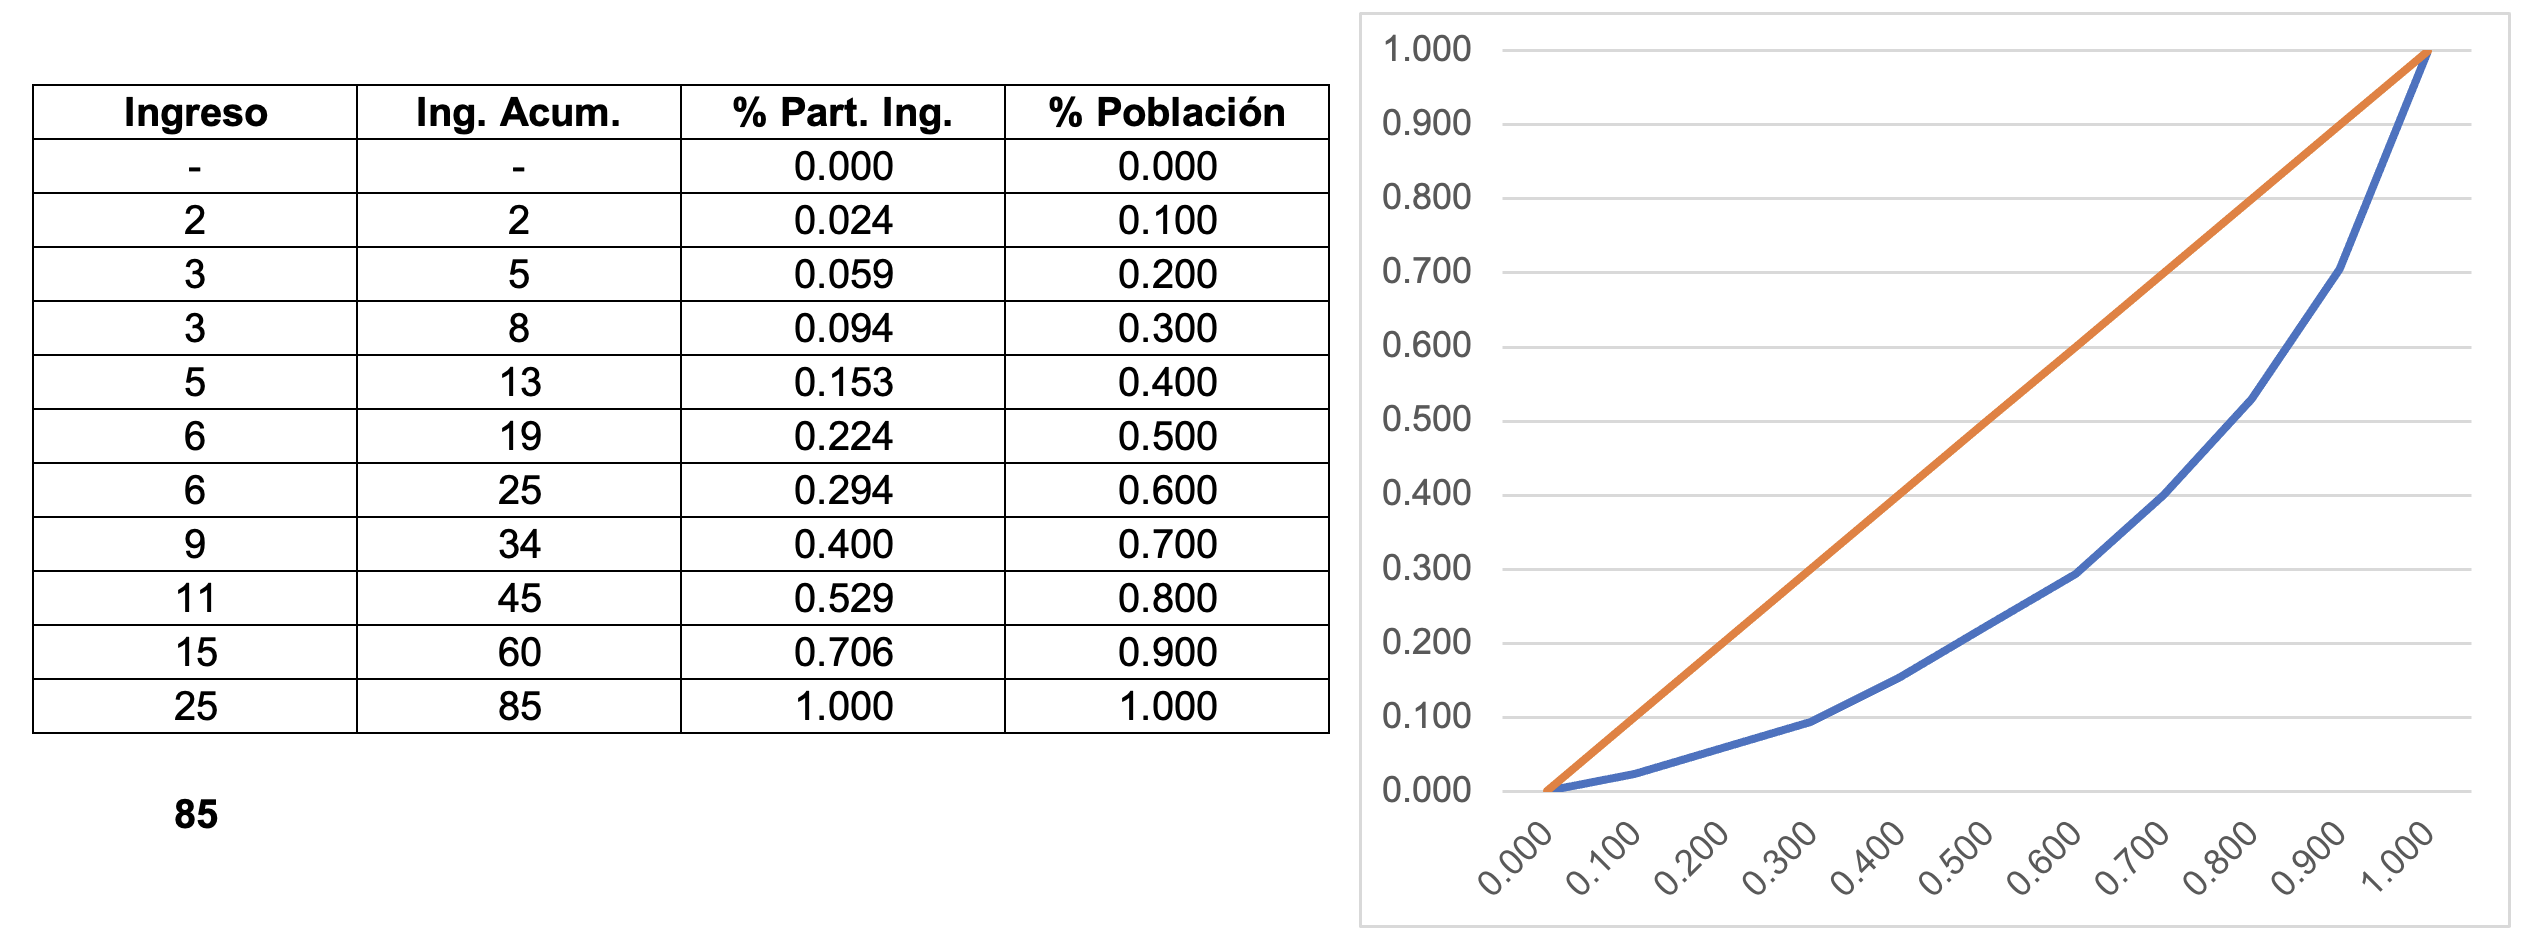 Ingreso Ing. Acum. % Part. Ing. % Población
- - 0.000 0.000
2 2 0.024 0.100
3 5 0.059 0.200
3 8 0.094 0.300
5 13 0.153 0.400
6 19 0.224 0.500
6 25 0.294 0.600
9 34 0.400 0.700
11 45 0.529 0.800
15 60 0.706 0.900
25 85 1.000 1.000
85
1.000
0.900
0.800
0.700
0.600
0.500
0.400
0.300
0.200
0.100
0.000
0.000 0.100 0.200 0.300 0.400 0.500 0.600 0.700 0.800 0.900 1.000